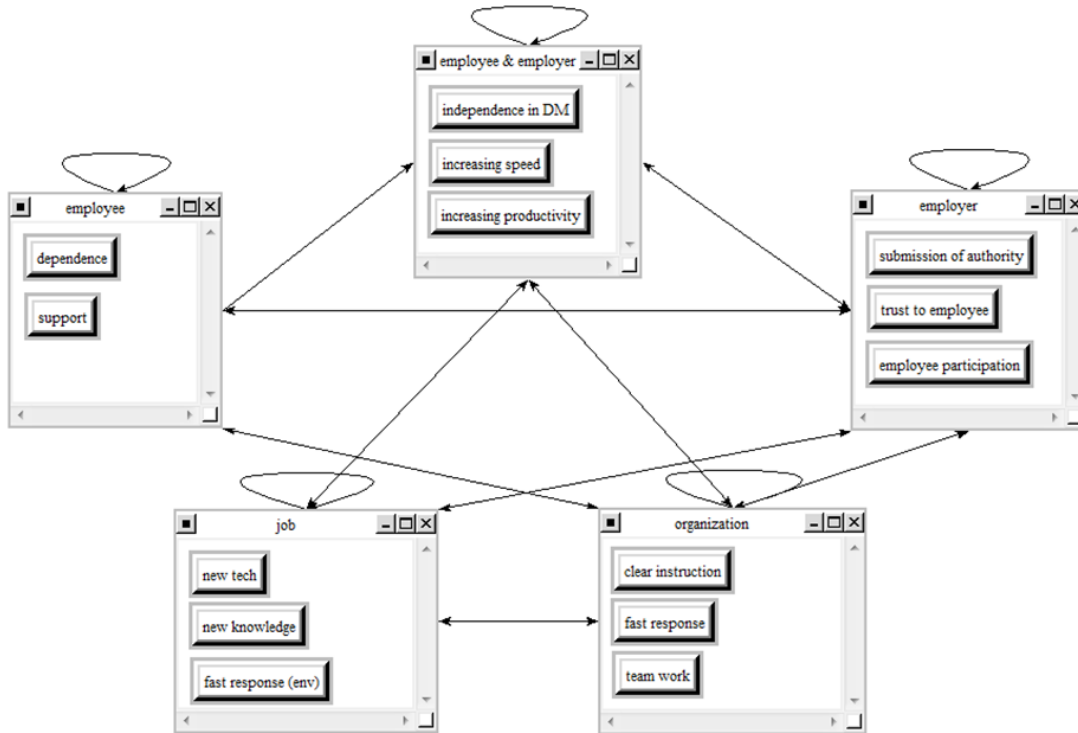 employee & employer
independence in DM
increasing speed
increasing productivity
employee
dependence
support
employer
submission of authority
trust to employee
employee participation
job
new tech
new knowledge
fast response (env)
organization
clear instruction
fast response
team work